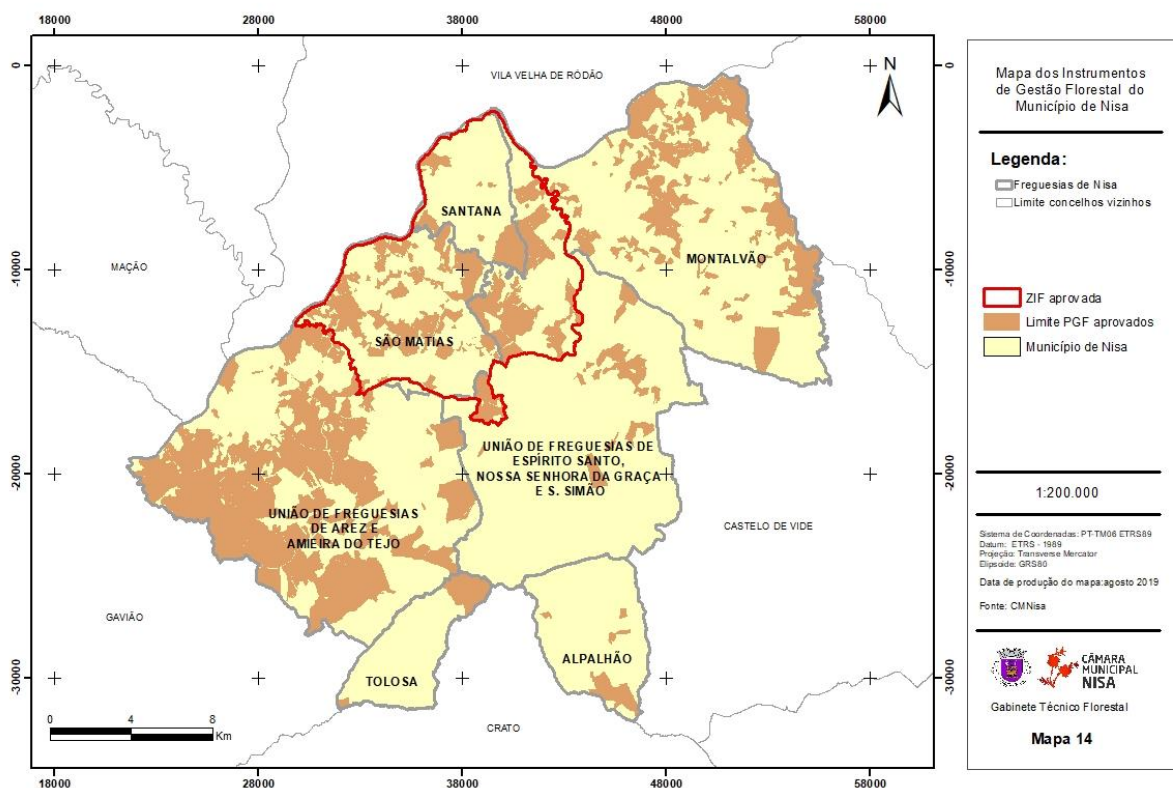 18000 28000 38000 48000 58000
0
-10000
-20000
-30000
0
-10000
-20000
-30000
18000 28000 38000 48000 58000
N
VILA VELHA DE RÓDÃO
MAÇÃO
GAVIÃO
CRATO
CASTELO DE VIDE
SANTANA
MONTALVÃO
SÃO MATIAS
UNIÃO DE FREGUESIAS DE
ESPÍRITO SANTO,
NOSSA SENHORA DA GRAÇA
E S. SIMÃO
UNIÃO DE FREGUESIAS
DE AREZ E
AMIEIRA DO TEJO
TOLOSA
ALPALHÃO
0 4 8
Km
Mapa dos Instrumentos
de Gestão Florestal do
Município de Nisa
Legenda:
Freguesias de Nisa
Limite concelhos vizinhos
ZIF aprovada
Limite PGF aprovados
Município de Nisa
1:200.000
Sistema de Coordenadas: PT-TM06 ETRS89
Datum: ETRS - 1989
Projeção: Transverse Mercator
Elipsoide: GRS80
Data de produção do mapa:agosto 2019
Fonte: CMNisa
CÂMARA
MUNICIPAL
NISA
Gabinete Técnico Florestal
Mapa 14